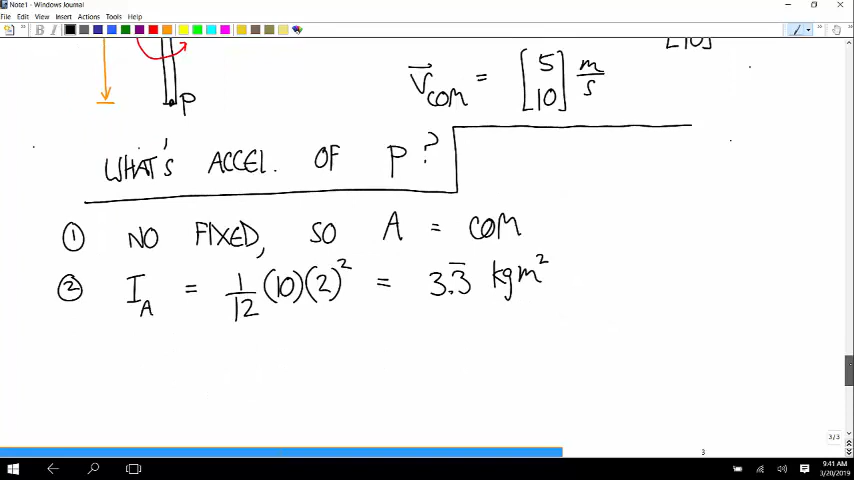 Note1 - Windows Journal
File Edit View Insert Actions Tools Help
B I
P
V COM = [5 10] m/s
WHAT'S ACCEL. OF P?
① NO FIXED, SO A = COM
② I_A = 1/12 (10)(2)² = 3.3̅ kgm²
3/3
3
9:41 AM
3/20/2019